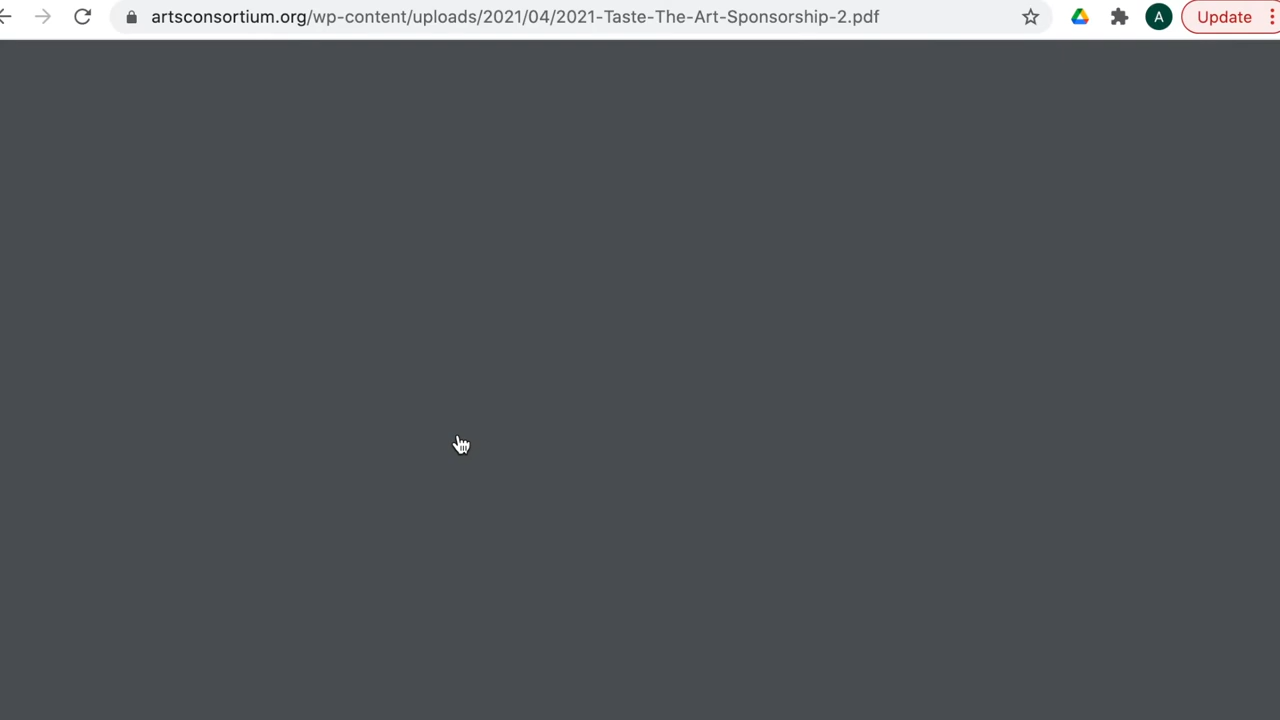 artsconsortium.org/wp-content/uploads/2021/04/2021-Taste-The-Art-Sponsorship-2.pdf
A
Update